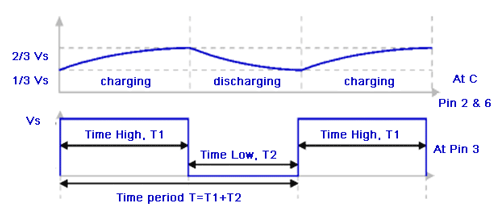 2/3 Vs
1/3 Vs
charging
discharging
charging
At C
Pin 2 & 6
Vs
Time High, T1
Time Low, T2
Time High, T1
At Pin 3
Time period T=T1+T2